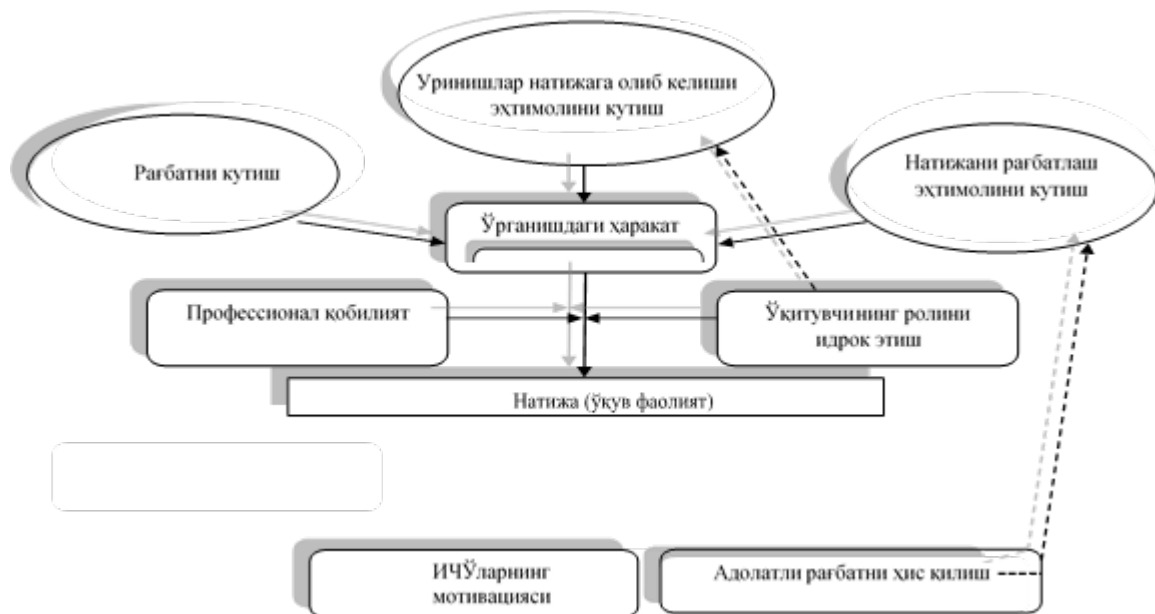 Уринишлар натижага олиб келиши
эҳтимолини кутиш
Рағбатни кутиш
Натижани рағбатлаш
эҳтимолини кутиш
Ўрганишдаги ҳаракат
Профессионал қобилият
Ўқитувчининг ролини
идрок этиш
Натижа (ўқув фаолият)
ИЧЎларнинг
мотивацияси
Адолатли рағбатни ҳис қилиш